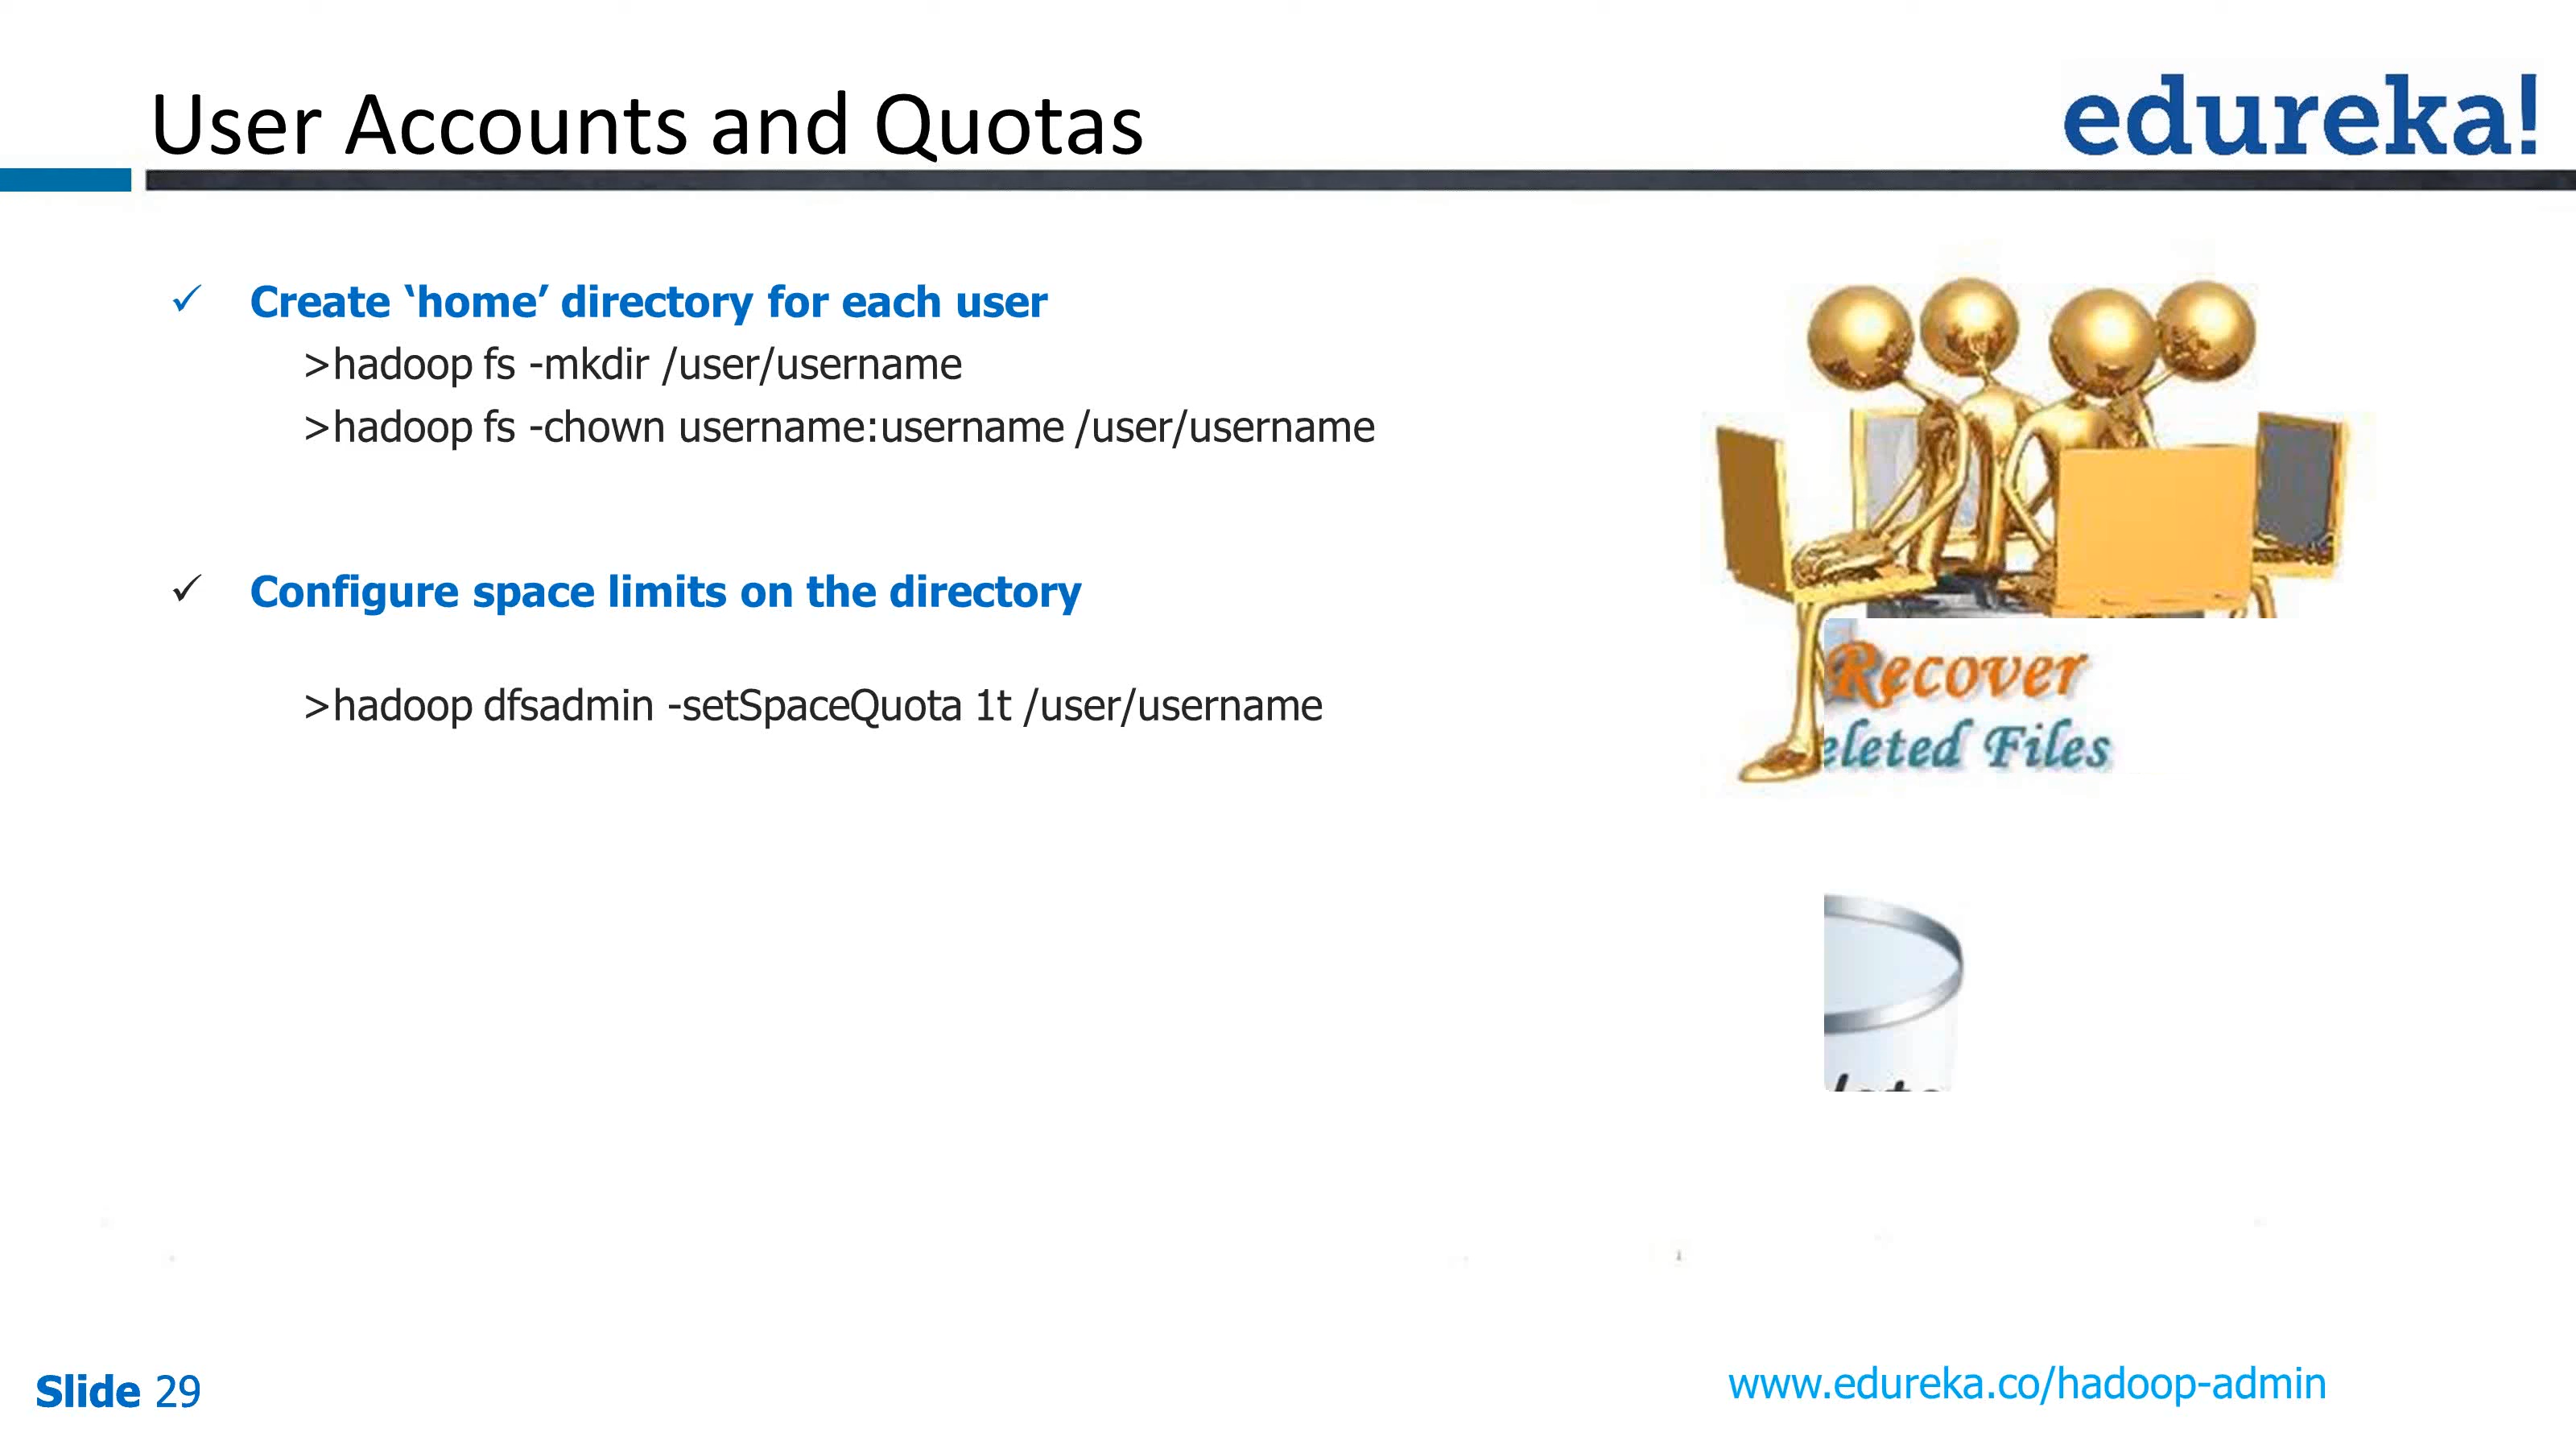 User Accounts and Quotas
edureka!
✓ Create ‘home’ directory for each user
>hadoop fs -mkdir /user/username
>hadoop fs -chown username:username /user/username
✓ Configure space limits on the directory
>hadoop dfsadmin -setSpaceQuota 1t /user/username
Recover
eleted Files
Slide 29
www.edureka.co/hadoop-admin